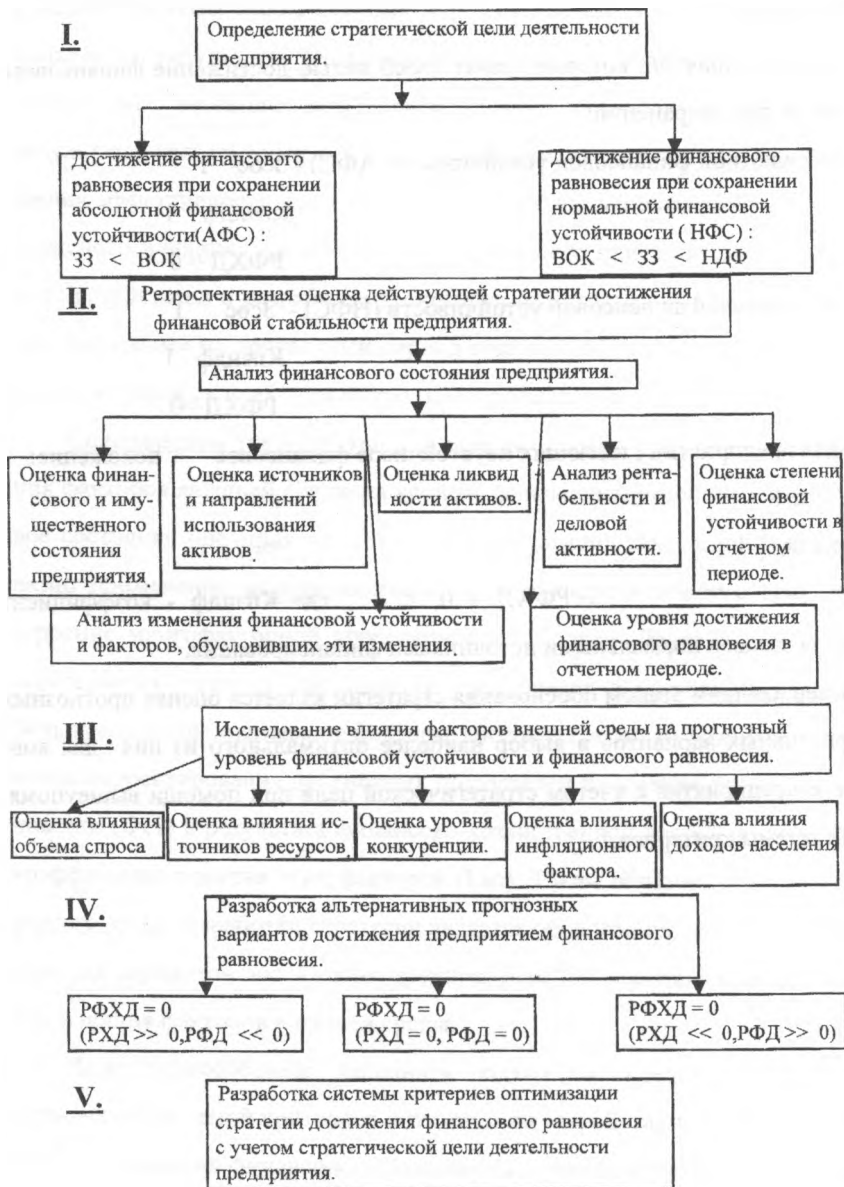 I.
Определение стратегической цели деятельности
предприятия.
Достижение финансового
равновесия при сохранении
абсолютной финансовой
устойчивости(АФС) :
ЗЗ < ВОК
Достижение финансового
равновесия при сохранении
нормальной финансовой
устойчивости ( НФС) :
ВОК < ЗЗ < НДФ
II.
Ретроспективная оценка действующей стратегии достижения
финансовой стабильности предприятия.
Анализ финансового состояния предприятия.
Оценка финан-
сового и иму-
щественного
состояния
предприятия.
Оценка источников
и направлений
использования
активов.
Оценка ликвид
ности активов.
Анализ рента-
бельности и
деловой
активности.
Оценка степени
финансовой
устойчивости в
отчетном
периоде.
Анализ изменения финансовой устойчивости
и факторов, обусловивших эти изменения.
Оценка уровня достижения
финансового равновесия в
отчетном периоде.
III.
Исследование влияния факторов внешней среды на прогнозный
уровень финансовой устойчивости и финансового равновесия.
Оценка влияния
объема спроса
Оценка влияния ис-
точников ресурсов
Оценка уровня
конкуренции.
Оценка влияния
инфляционного
фактора.
Оценка влияния
доходов населения
IV.
Разработка альтернативных прогнозных
вариантов достижения предприятием финансового
равновесия.
РФХД = 0
(РХД >> 0,РФД << 0)
РФХД = 0
(РХД = 0, РФД = 0)
РФХД = 0
(РХД << 0,РФД >> 0)
V.
Разработка системы критериев оптимизации
стратегии достижения финансового равновесия
с учетом стратегической цели деятельности
предприятия.